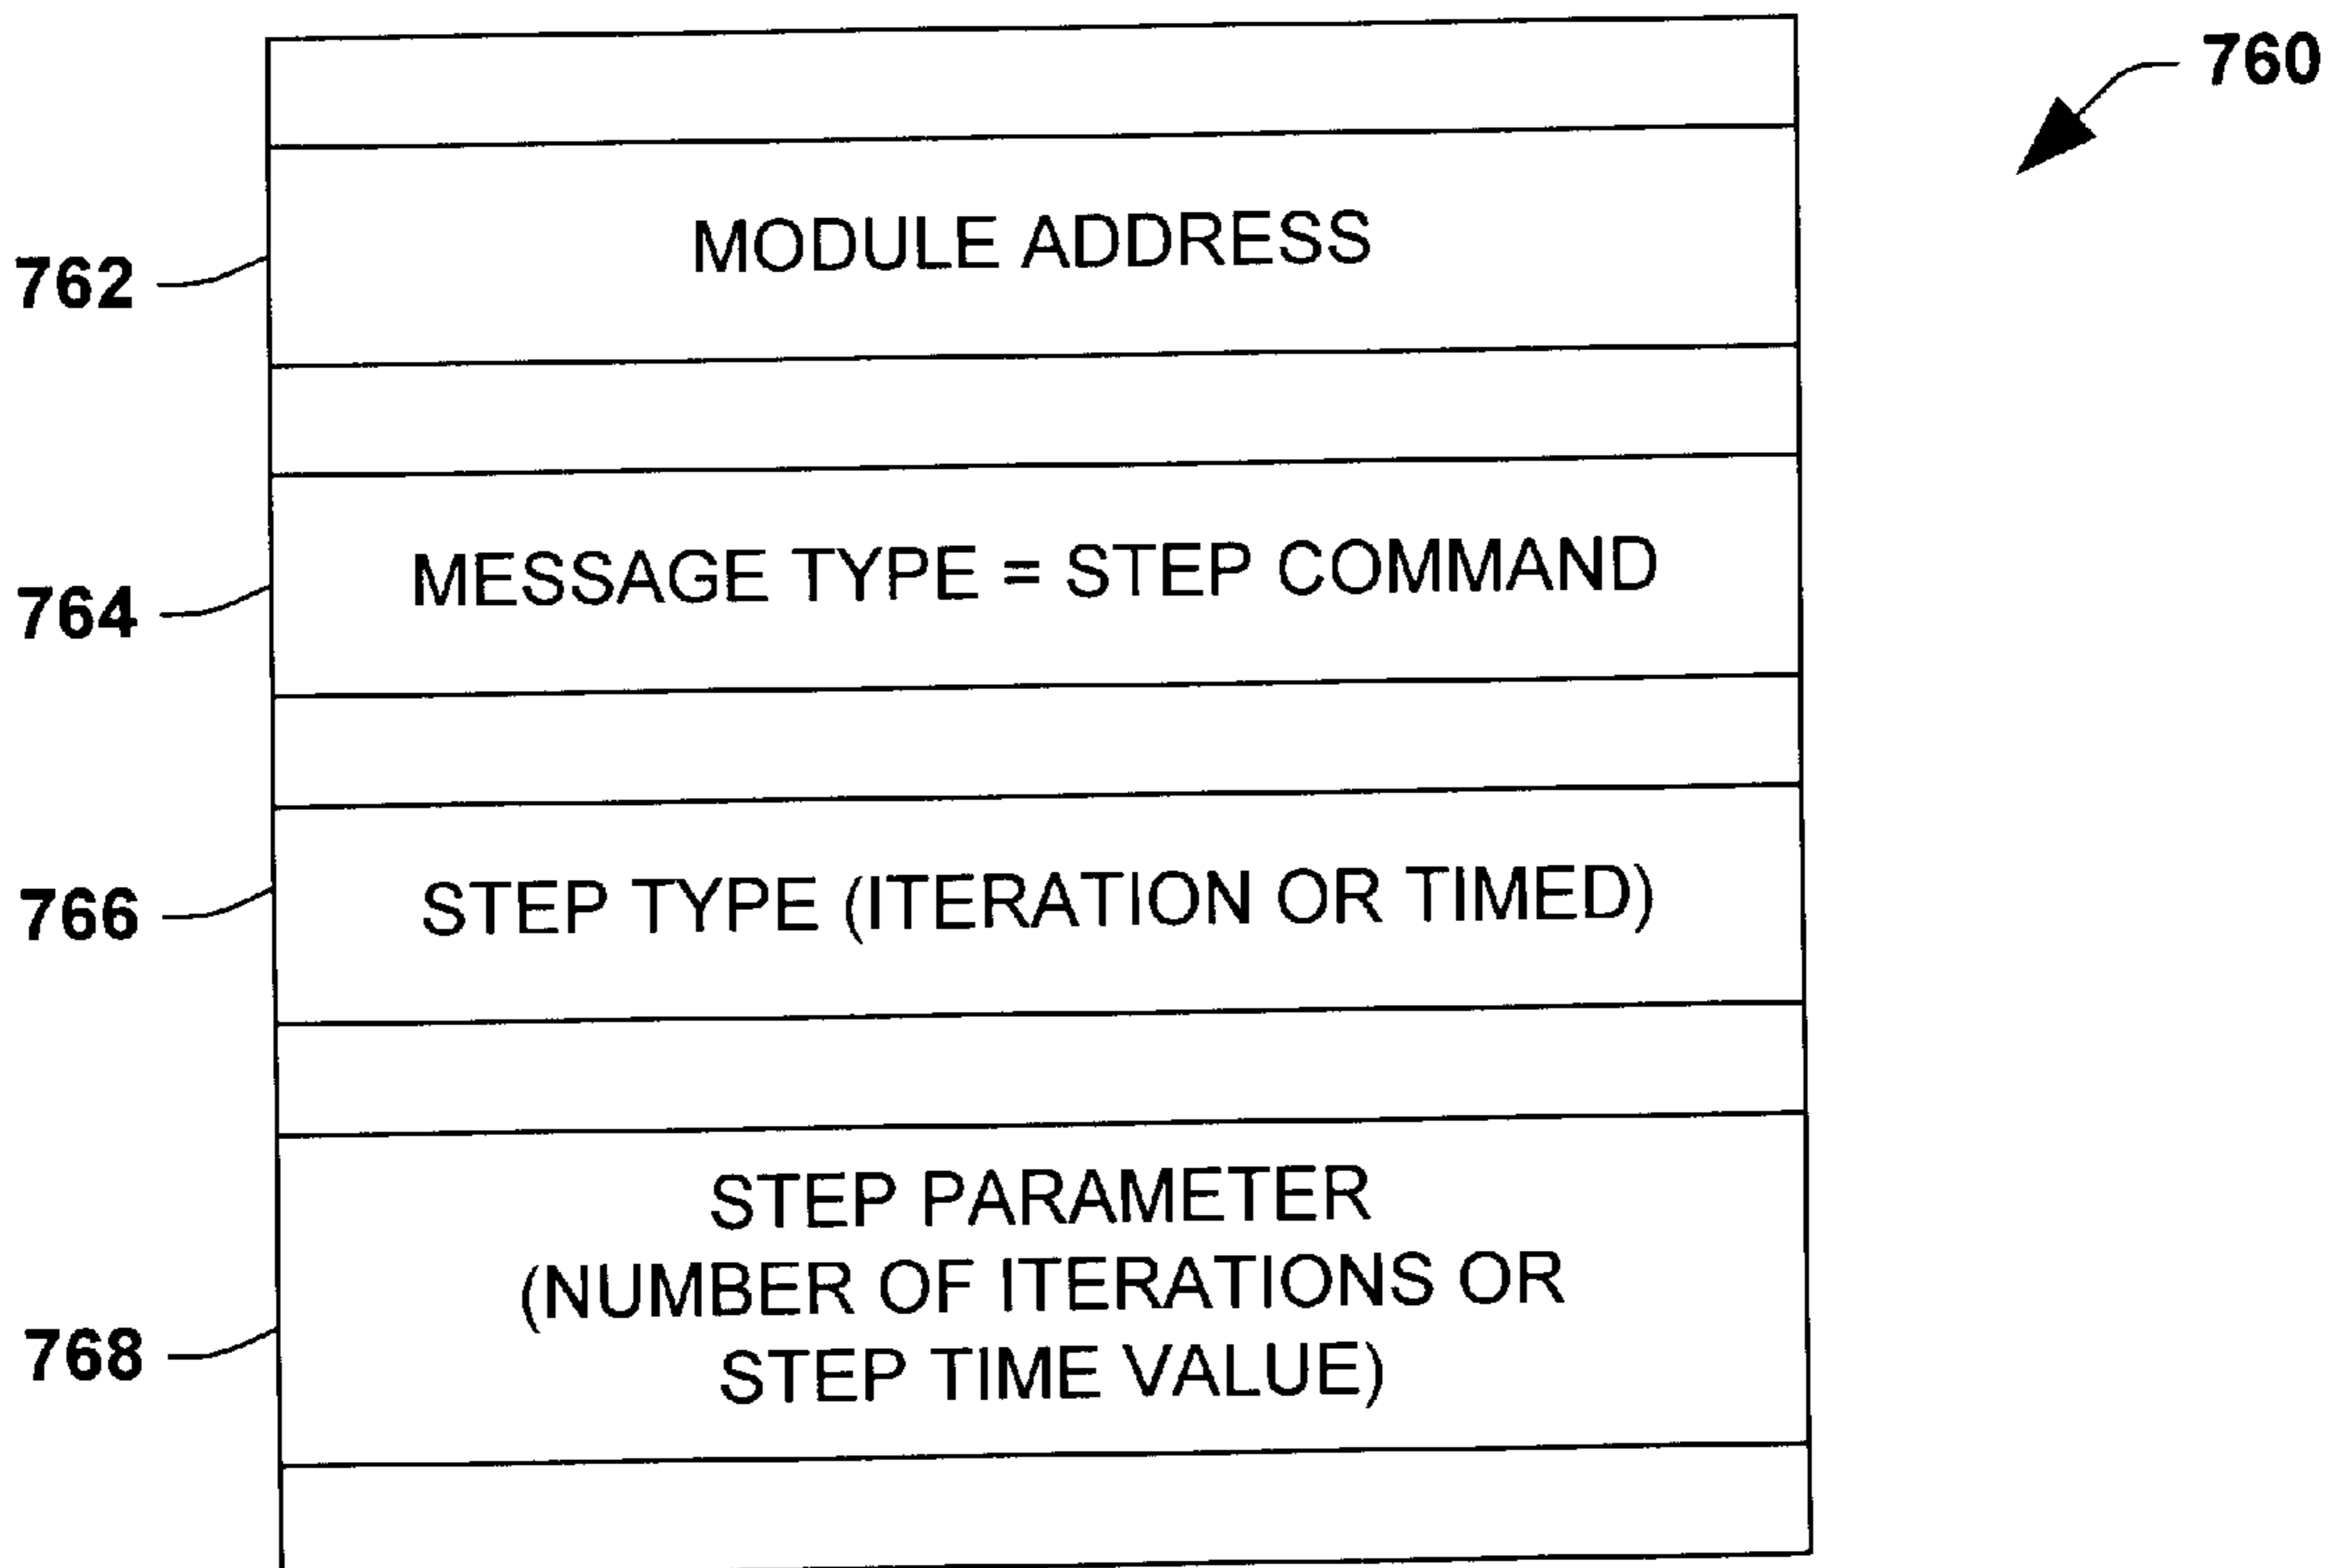 760
MODULE ADDRESS
762
MESSAGE TYPE = STEP COMMAND
764
STEP TYPE (ITERATION OR TIMED)
766
STEP PARAMETER
(NUMBER OF ITERATIONS OR
STEP TIME VALUE)
768